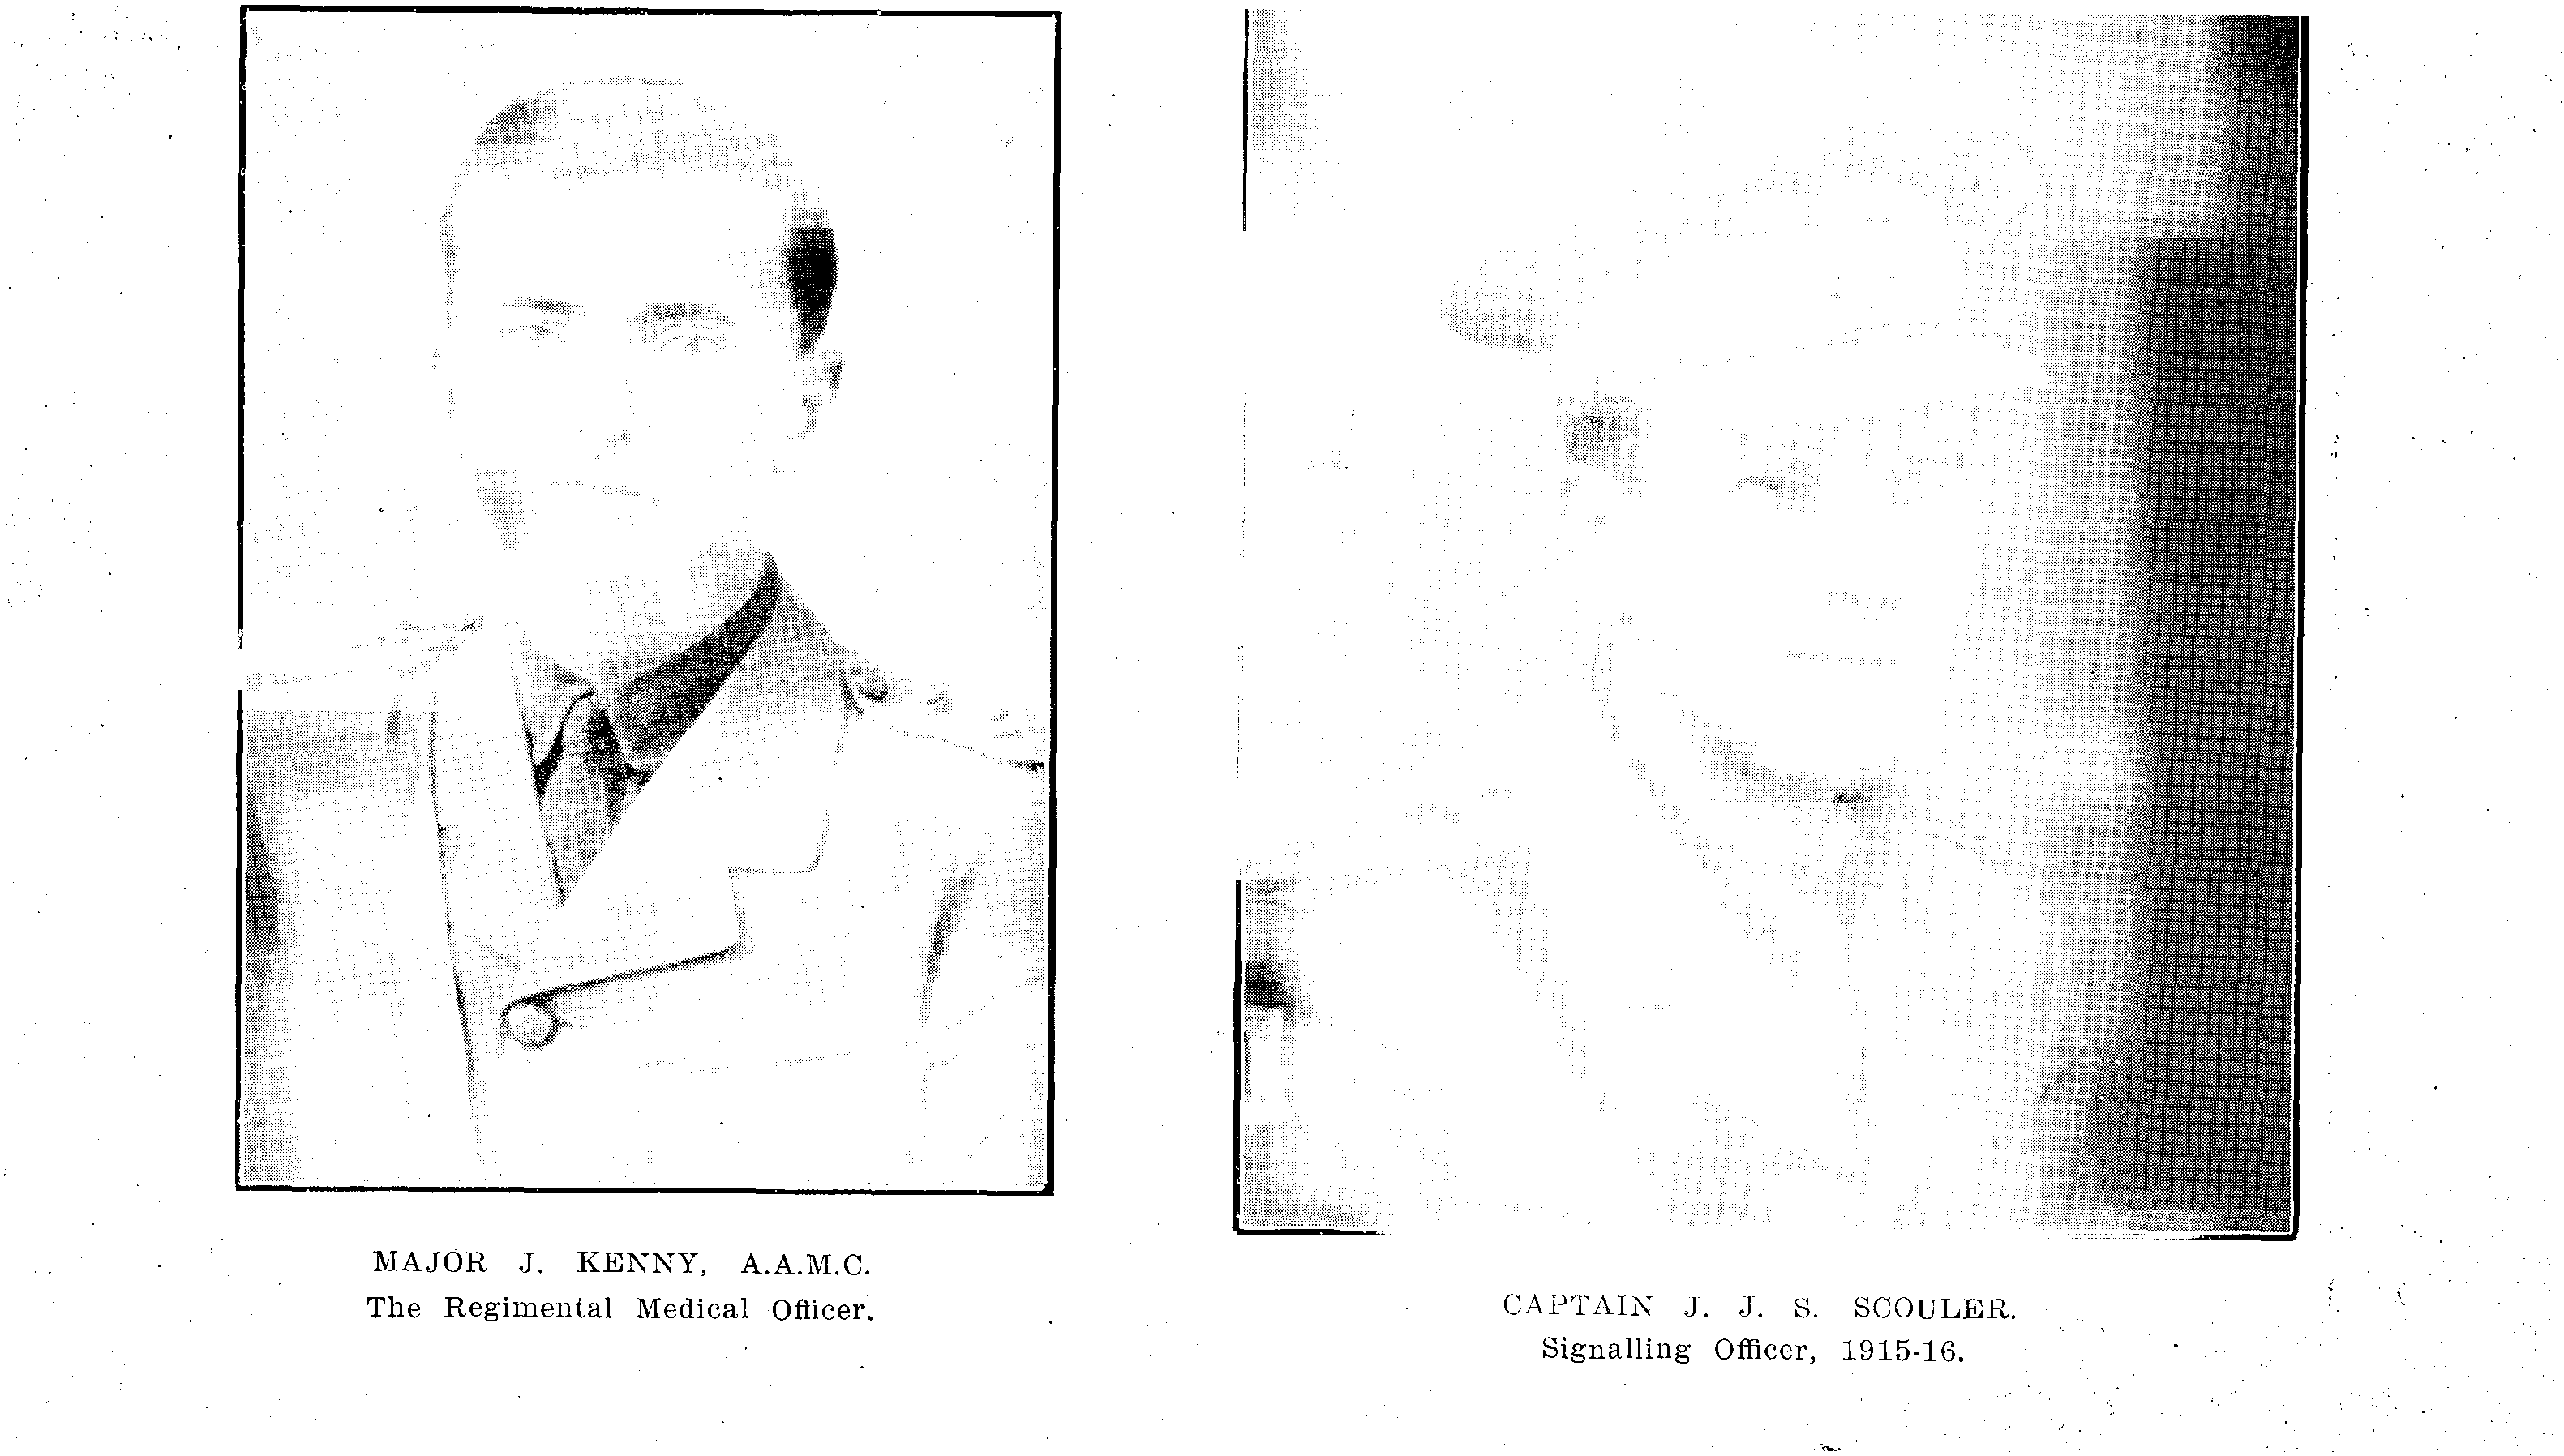 MAJOR J. KENNY, A.A.M.C.
The Regimental Medical Officer.
CAPTAIN J. J. S. SCOULER.
Signalling Officer, 1915-16.